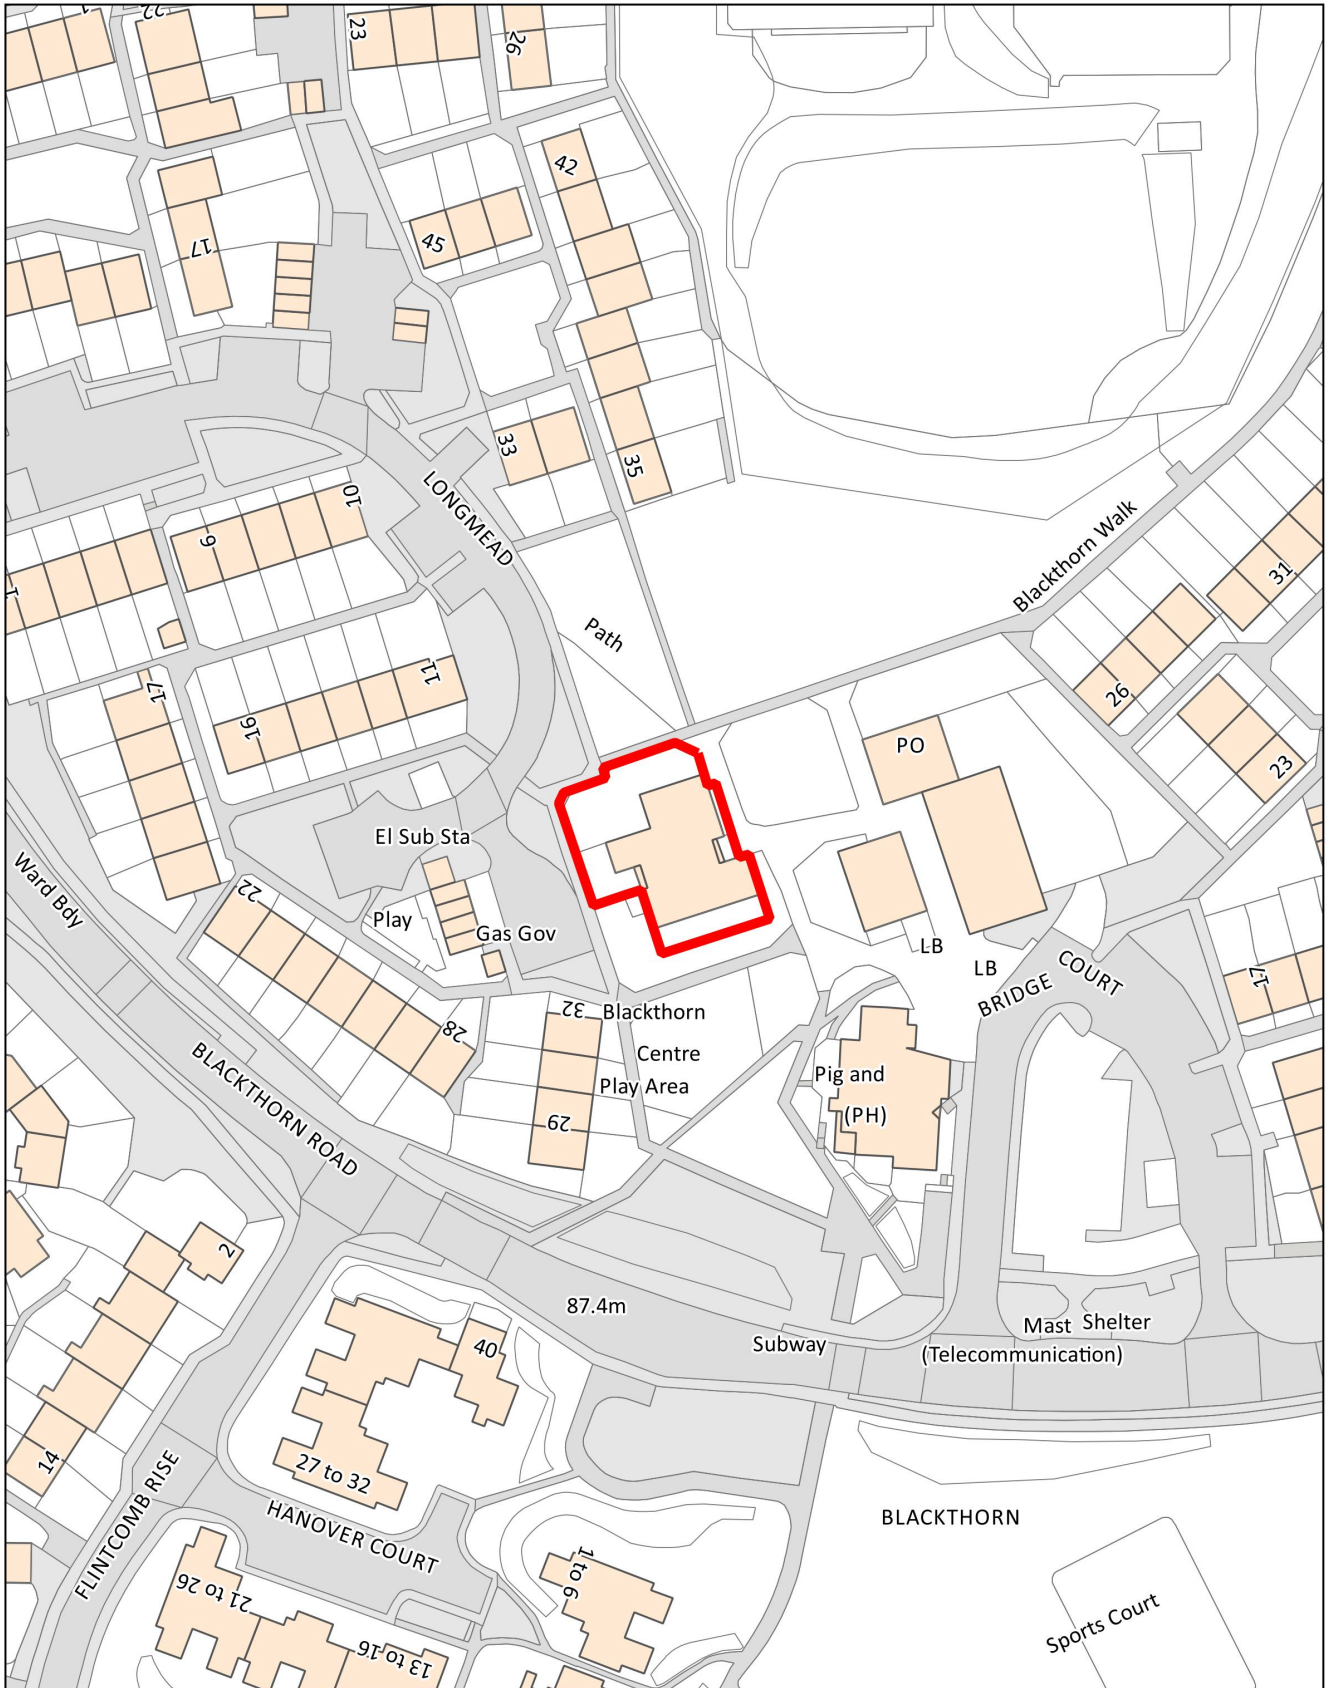 22
23
26
42
17
45
33
35
LONGMEAD
10
9
1
Path
Blackthorn Walk
31
26
23
11
16
17
PO
El Sub Sta
Ward Bdy
22
Play
Gas Gov
LB
LB
BRIDGE COURT
17
32
Blackthorn
Centre
Play Area
28
29
Pig and
(PH)
BLACKTHORN ROAD
2
87.4m
Subway
Mast
Shelter
(Telecommunication)
40
14
27 to 32
FLINTCOMB RISE
HANOVER COURT
BLACKTHORN
1 to 6
21 to 26
13 to 16
Sports Court